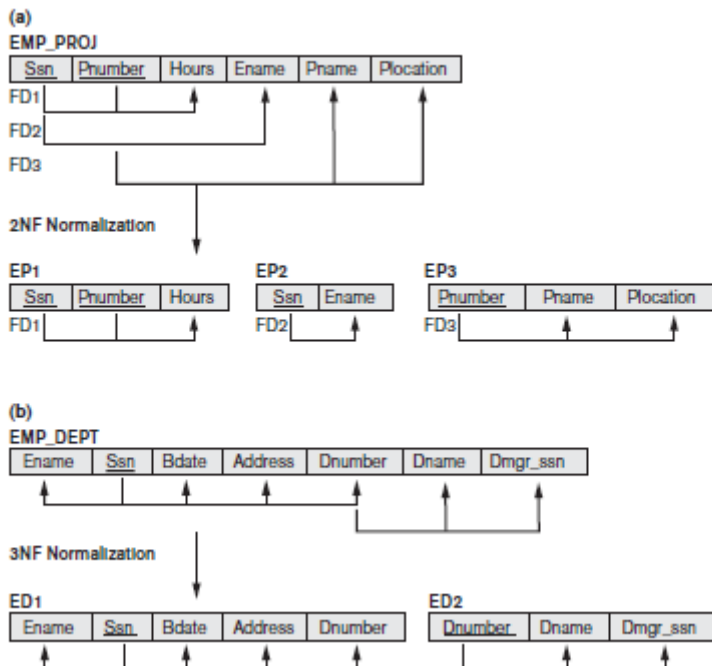 (a)
EMP_PROJ
Ssn Pnumber Hours Ename Pname Plocation
FD1
FD2
FD3
2NF Normalization
EP1
Ssn Pnumber Hours
FD1
EP2
Ssn Ename
FD2
EP3
Pnumber Pname Plocation
FD3
(b)
EMP_DEPT
Ename Ssn Bdate Address Dnumber Dname Dmgr_ssn
3NF Normalization
ED1
Ename Ssn Bdate Address Dnumber
ED2
Dnumber Dname Dmgr_ssn